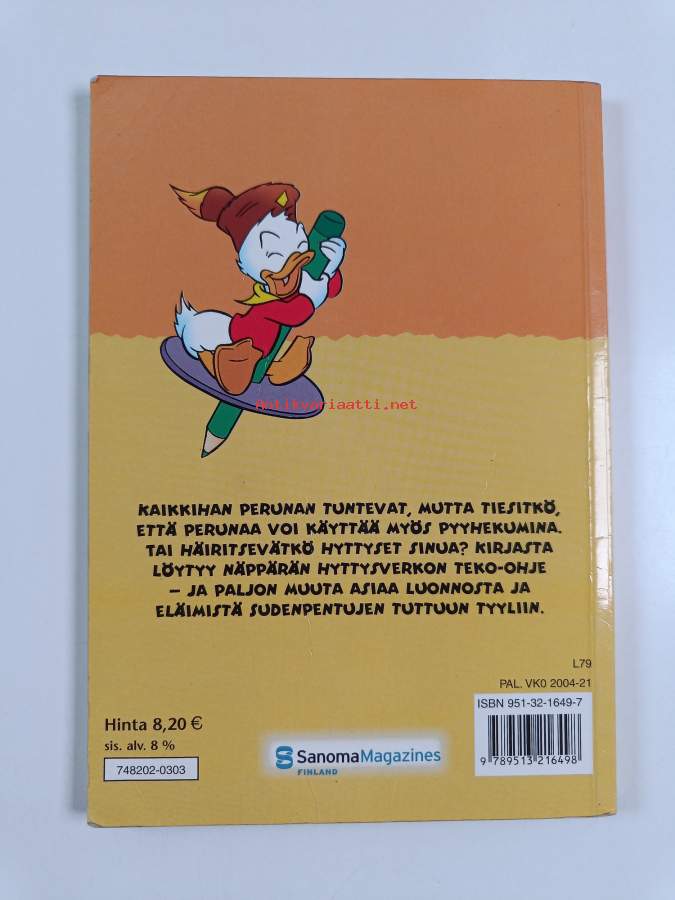 Antikvariaatti.net
KAIKKIHAN PERUNAN TUNTEVAT, MUTTA TIESITKÖ,
ETTÄ PERUNAA VOI KÄYTTÄÄ MYÖS PYYHEKUMINA.
TAI HÄIRITSEVÄTKÖ HYTTYSET SINUA? KIRJASTA
LÖYTYY NÄPPÄRÄN HYTTYSVERKON TEKO-OHJE
– JA PALJON MUUTA ASIAA LUONNOSTA JA
ELÄIMISTÄ SUDENPENTUJEN TUTTUUN TYYLIIN.
L79
PAL. VK0 2004-21
ISBN 951-32-1649-7
9 789513 216498
Hinta 8,20 €
sis. alv. 8 %
748202-0303
SanomaMagazines
FINLAND